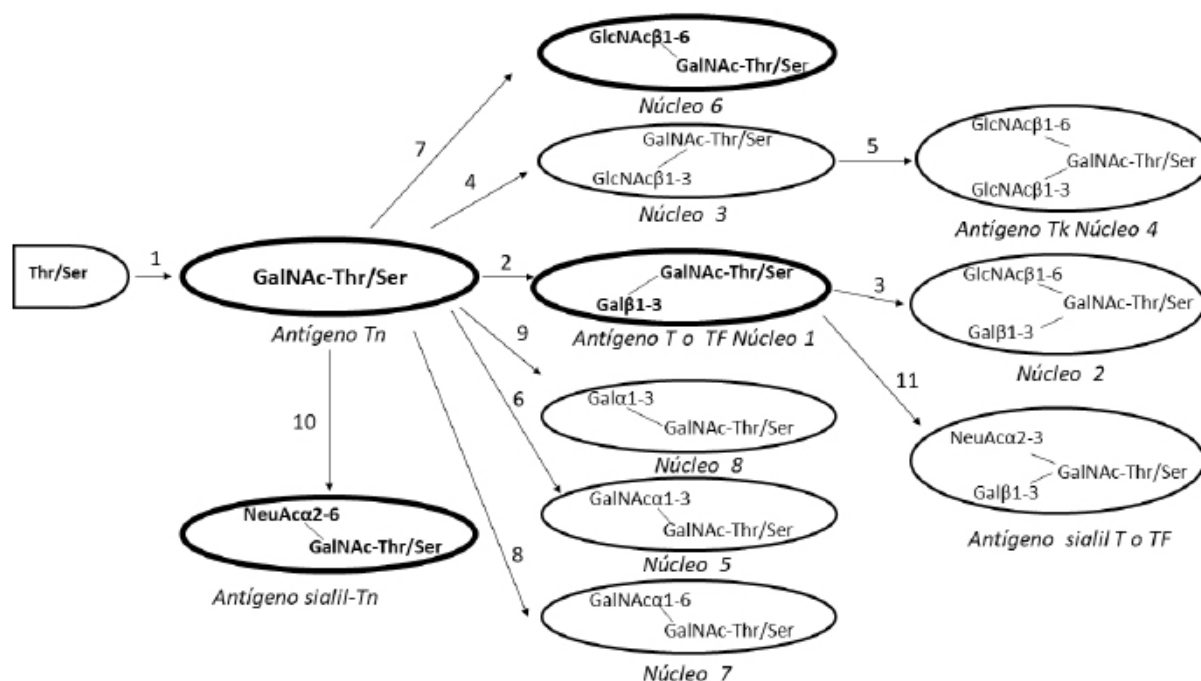 GlcNAcβ1-6
GalNAc-Thr/Ser
Núcleo 6
7
GalNAc-Thr/Ser
GlcNAcβ1-3
Núcleo 3
4
5
GlcNAcβ1-6
GalNAc-Thr/Ser
GlcNAcβ1-3
Antígeno Tk Núcleo 4
Thr/Ser
1
GalNAc-Thr/Ser
Antígeno Tn
2
GalNAc-Thr/Ser
Galβ1-3
Antígeno T o TF Núcleo 1
3
GlcNAcβ1-6
GalNAc-Thr/Ser
Galβ1-3
Núcleo 2
9
Galα1-3
GalNAc-Thr/Ser
Núcleo 8
11
NeuAcα2-3
GalNAc-Thr/Ser
Galβ1-3
Antígeno sialil T o TF
6
GalNAcα1-3
GalNAc-Thr/Ser
Núcleo 5
10
NeuAcα2-6
GalNAc-Thr/Ser
Antígeno sialil-Tn
8
GalNAcα1-6
GalNAc-Thr/Ser
Núcleo 7